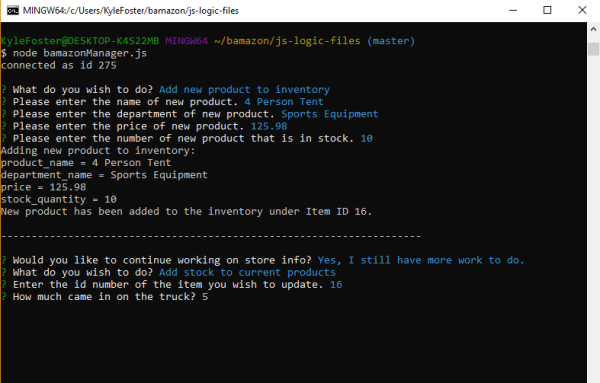 MINGW64:/c/Users/KyleFoster/bamazon/js-logic-files
KyleFoster@DESKTOP-K4S22MB MINGW64 ~/bamazon/js-logic-files (master)
$ node bamazonManager.js
connected as id 275
? What do you wish to do? Add new product to inventory
? Please enter the name of new product. 4 Person Tent
? Please enter the department of new product. Sports Equipment
? Please enter the price of new product. 125.98
? Please enter the number of new product that is in stock. 10
Adding new product to inventory:
product_name = 4 Person Tent
department_name = Sports Equipment
price = 125.98
stock_quantity = 10
New product has been added to the inventory under Item ID 16.
----------------------------------------------------------------------
? Would you like to continue working on store info? Yes, I still have more work to do.
? What do you wish to do? Add stock to current products
? Enter the id number of the item you wish to update. 16
? How much came in on the truck? 5